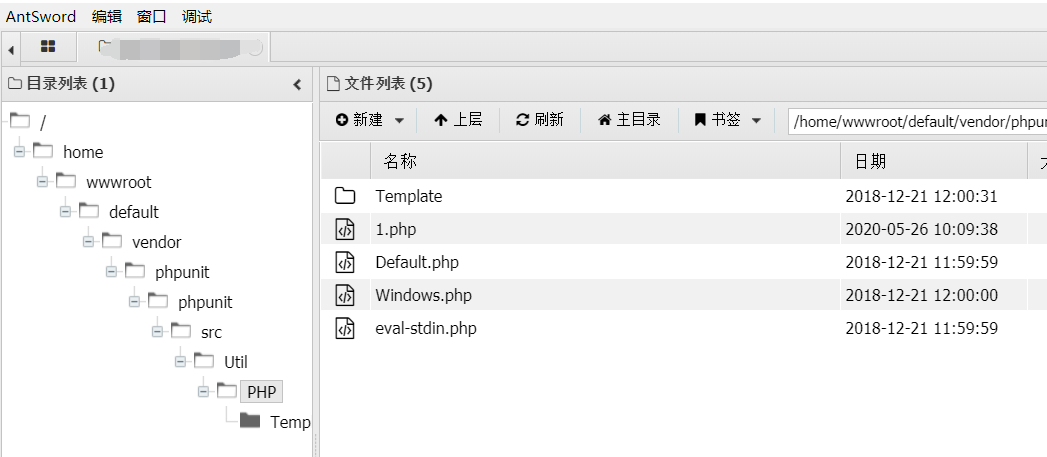 AntSword 编辑 窗口 调试
目录列表 (1)
/
home
wwwroot
default
vendor
phpunit
phpunit
src
Util
PHP
Temp
文件列表 (5)
新建 上层 刷新 主目录 书签 /home/wwwroot/default/vendor/phpun
名称 日期
Template 2018-12-21 12:00:31
1.php 2020-05-26 10:09:38
Default.php 2018-12-21 11:59:59
Windows.php 2018-12-21 12:00:00
eval-stdin.php 2018-12-21 11:59:59